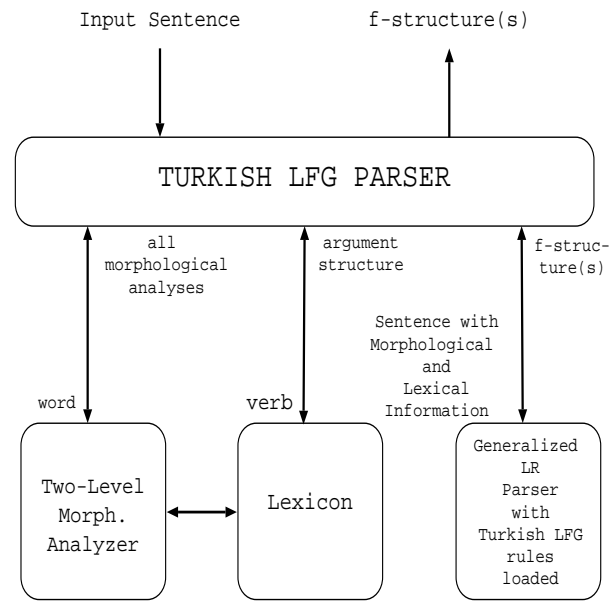 Input Sentence
f-structure(s)
TURKISH LFG PARSER
all
morphological
analyses
argument
structure
f-struc-
ture(s)
Sentence with
Morphological
and
Lexical
Information
word
verb
Two-Level
Morph.
Analyzer
Lexicon
Generalized
LR
Parser
with
Turkish LFG
rules
loaded